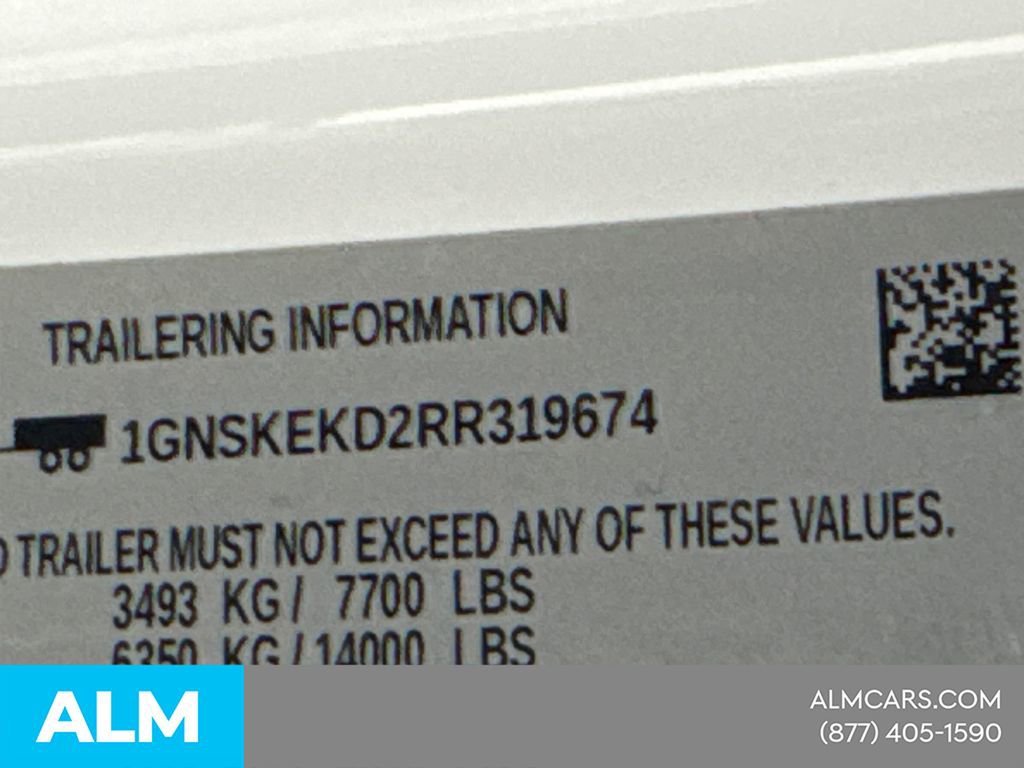 TRAILERING INFORMATION
1GNSKEKD2RR319674
TRAILER MUST NOT EXCEED ANY OF THESE VALUES.
3493 KG / 7700 LBS
6350 KG / 14000 LBS
ALM
ALMCARS.COM
(877) 405-1590